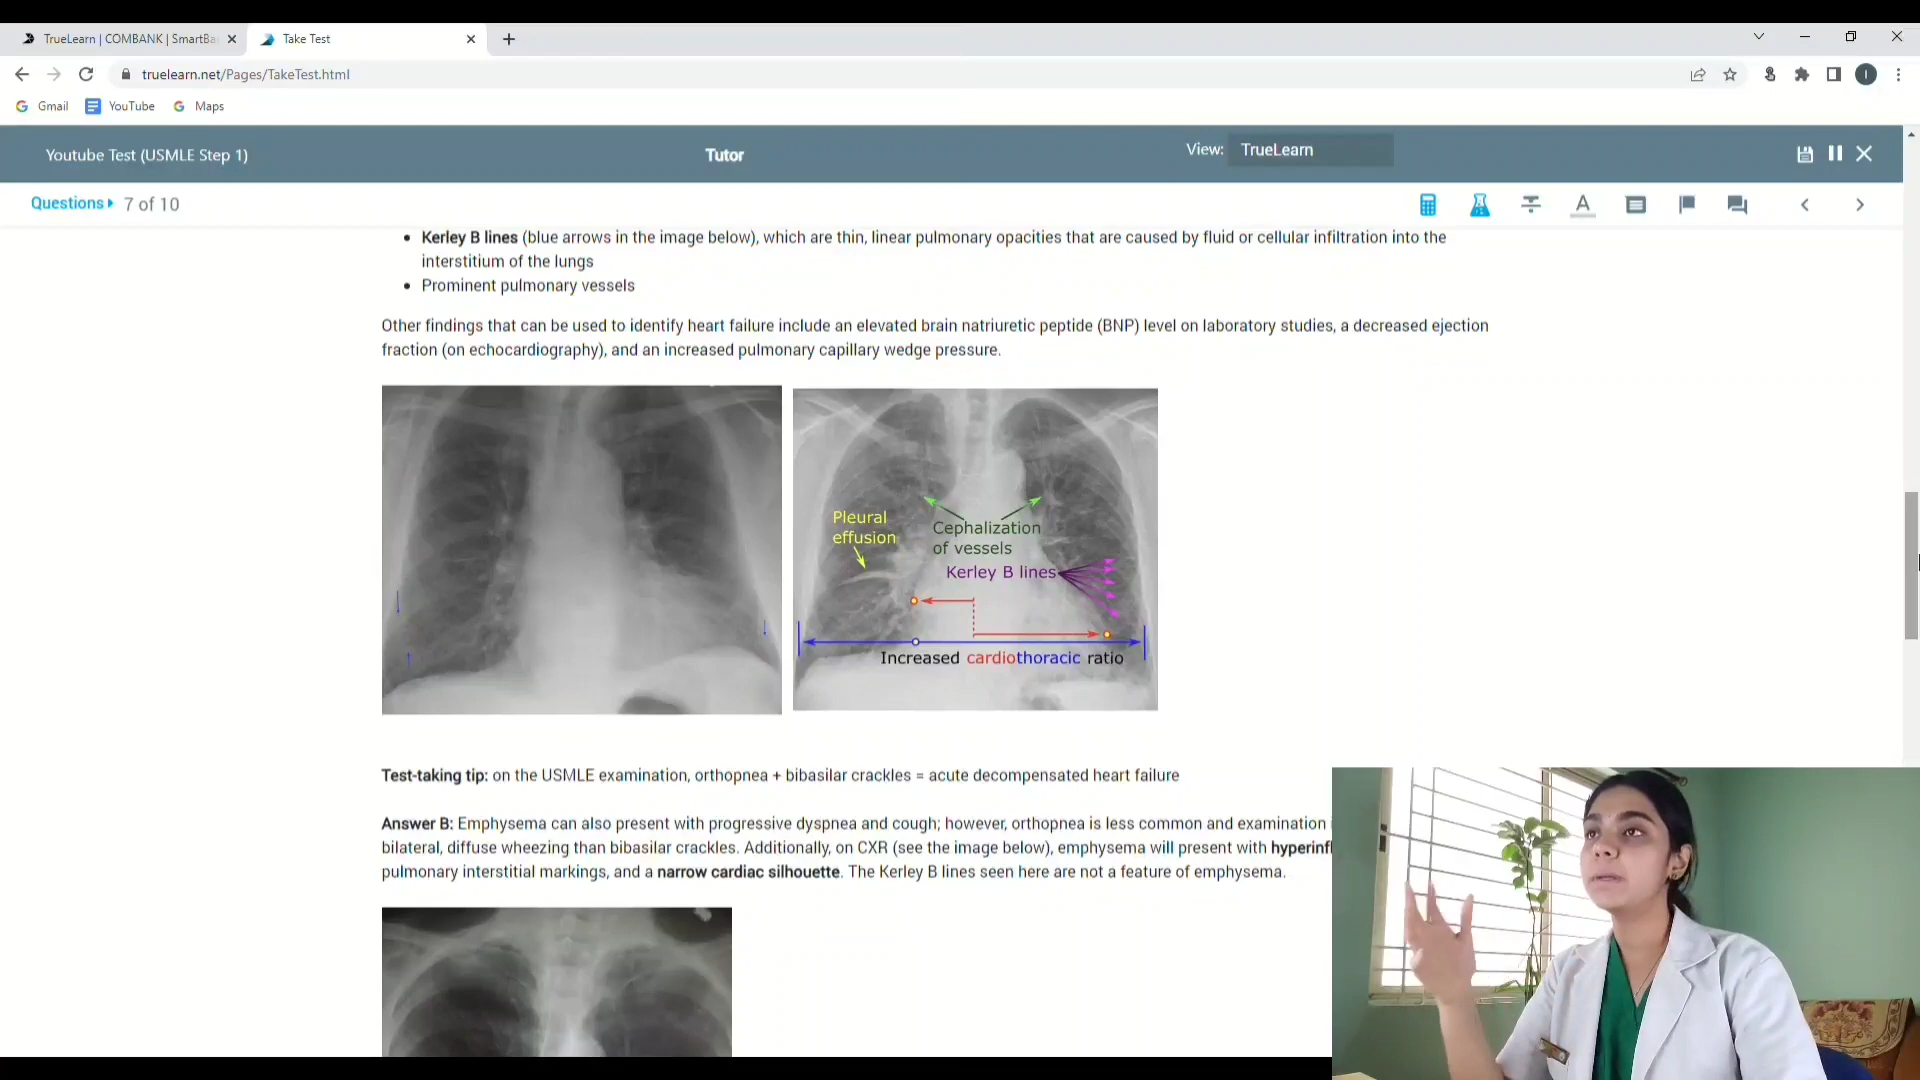 TrueLearn | COMBANK | SmartBa
Take Test
truelearn.net/Pages/TakeTest.html
I
Gmail
YouTube
Maps
Youtube Test (USMLE Step 1)
Tutor
View: TrueLearn
Questions 7 of 10
A
• Kerley B lines (blue arrows in the image below), which are thin, linear pulmonary opacities that are caused by fluid or cellular infiltration into the
interstitium of the lungs
• Prominent pulmonary vessels
Other findings that can be used to identify heart failure include an elevated brain natriuretic peptide (BNP) level on laboratory studies, a decreased ejection
fraction (on echocardiography), and an increased pulmonary capillary wedge pressure.
Pleural
effusion
Cephalization
of vessels
Kerley B lines
Increased cardiothoracic ratio
Test-taking tip: on the USMLE examination, orthopnea + bibasilar crackles = acute decompensated heart failure
Answer B: Emphysema can also present with progressive dyspnea and cough; however, orthopnea is less common and examination
bilateral, diffuse wheezing than bibasilar crackles. Additionally, on CXR (see the image below), emphysema will present with hyperinfl
pulmonary interstitial markings, and a narrow cardiac silhouette. The Kerley B lines seen here are not a feature of emphysema.